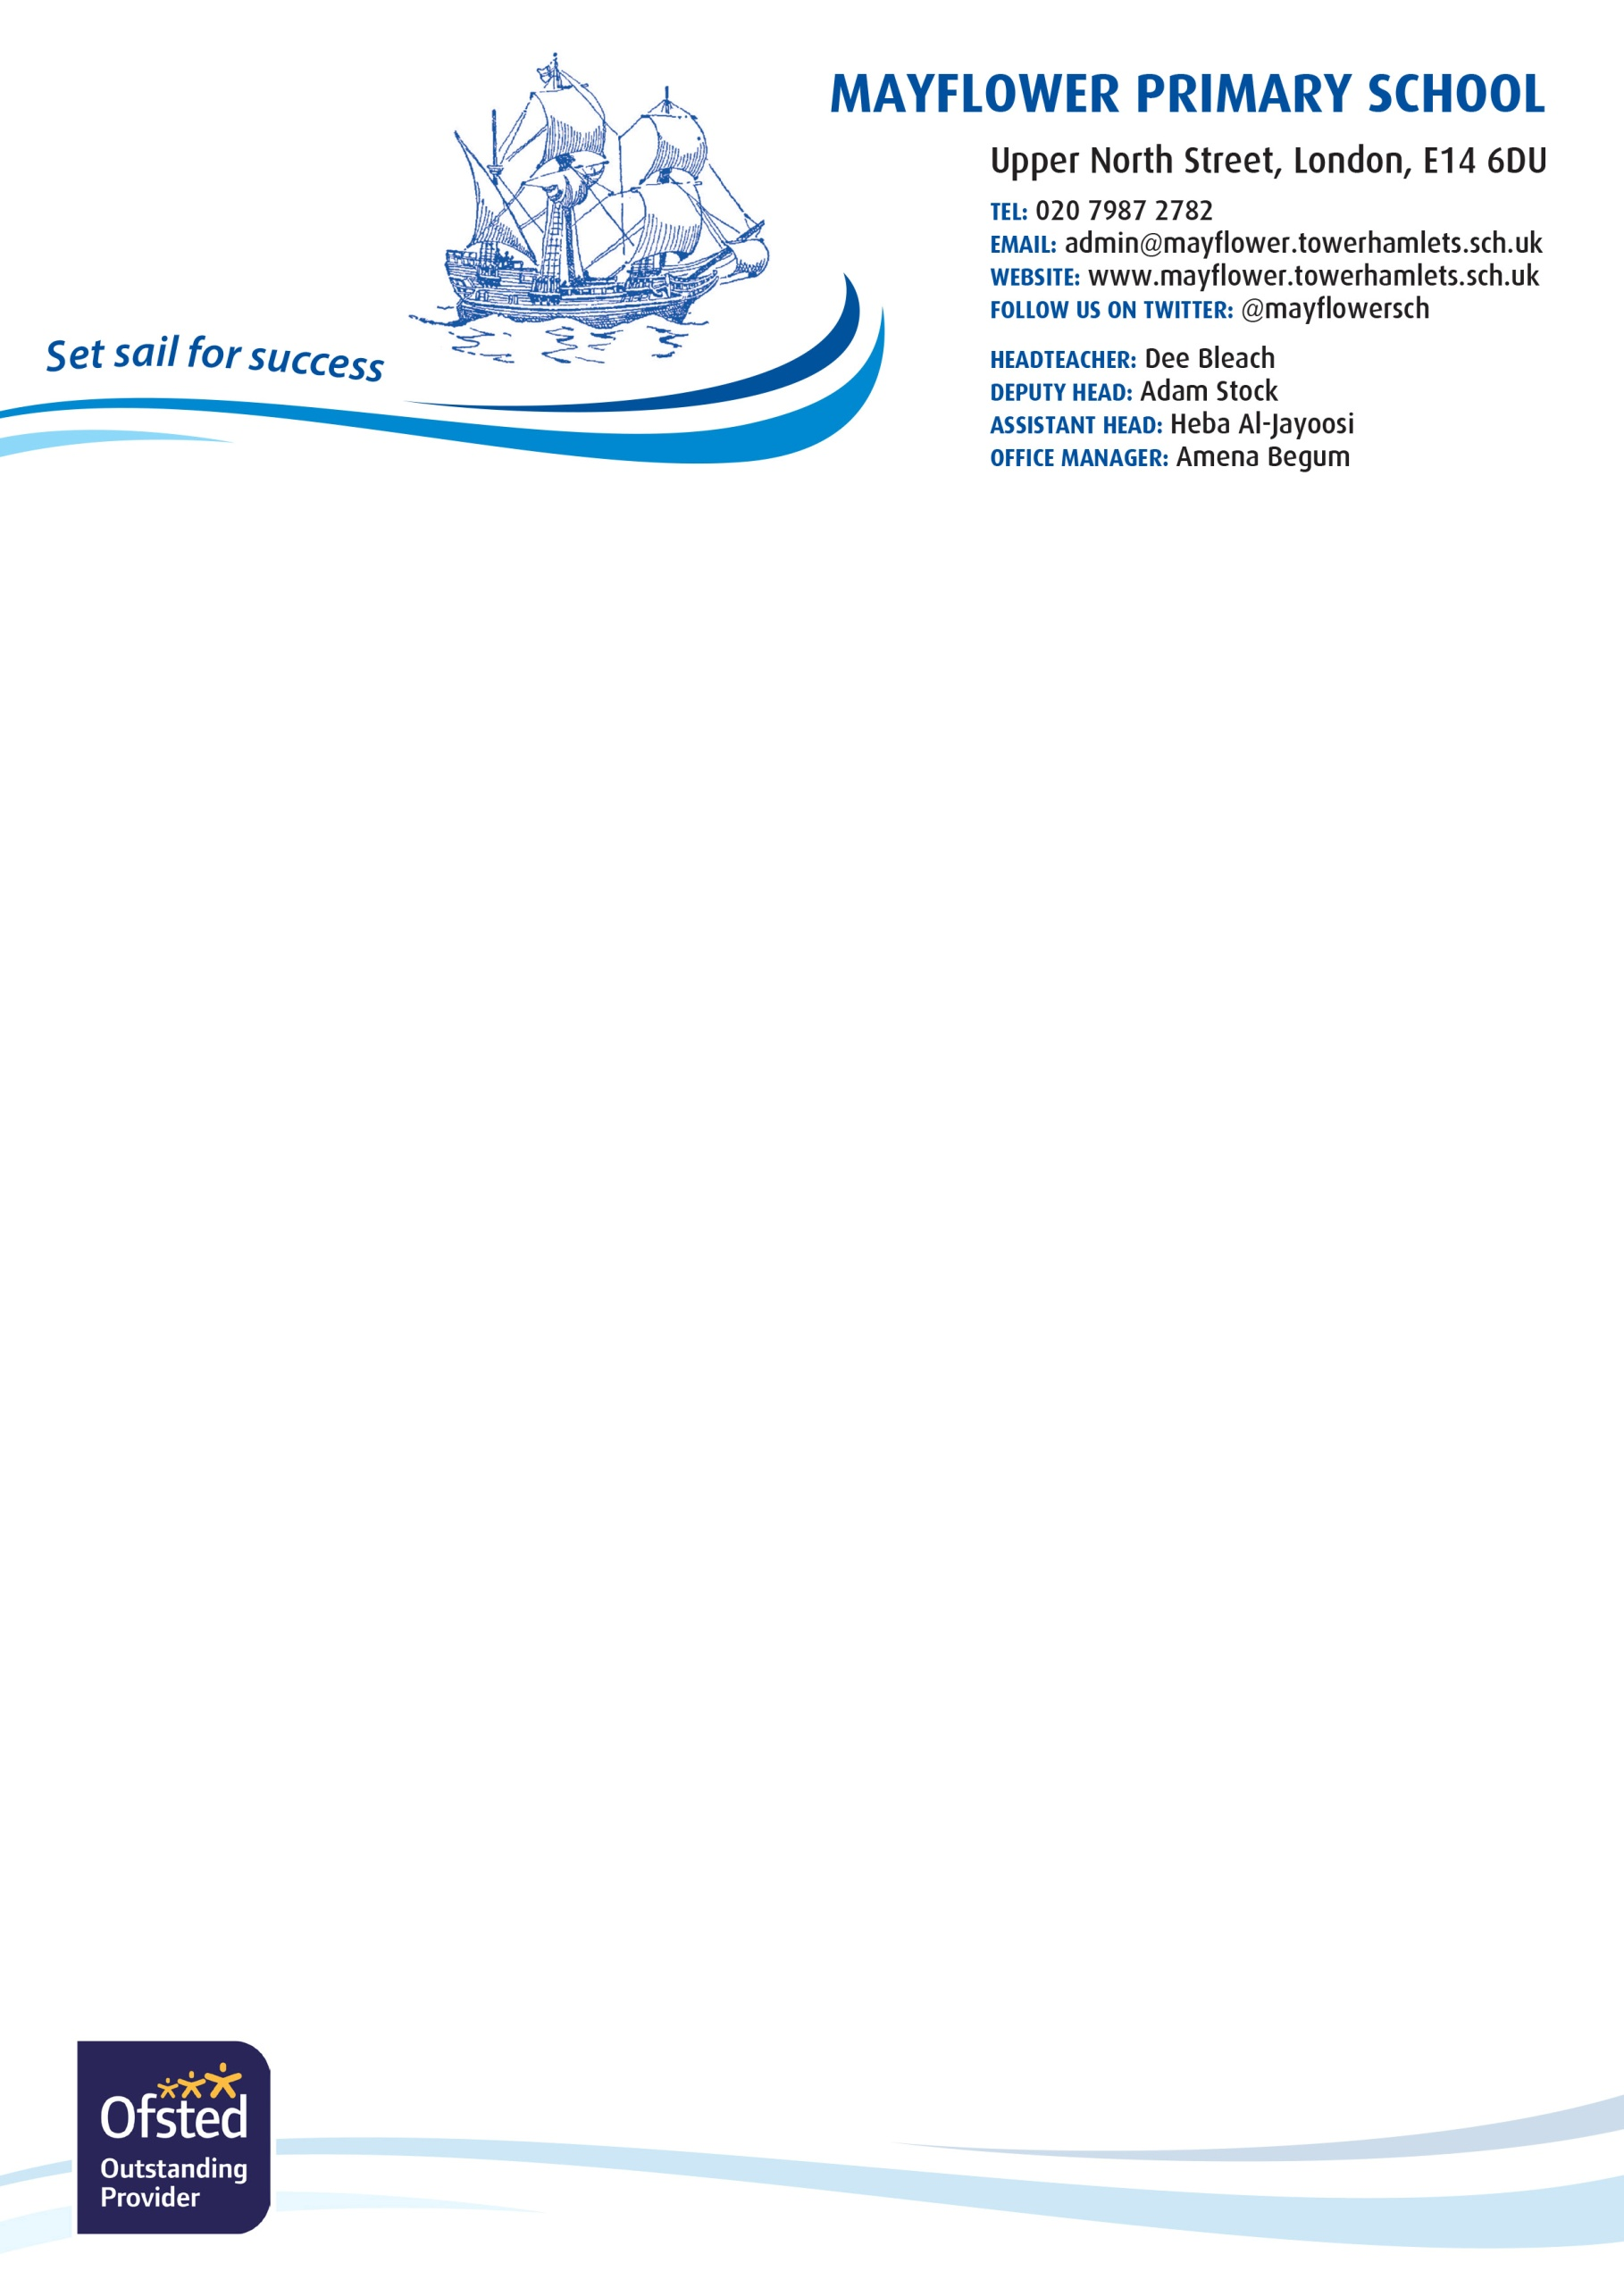 MAYFLOWER PRIMARY SCHOOL
Upper North Street, London, E14 6DU
TEL: 020 7987 2782
EMAIL: admin@mayflower.towerhamlets.sch.uk
WEBSITE: www.mayflower.towerhamlets.sch.uk
FOLLOW US ON TWITTER: @mayflowersch
HEADTEACHER: Dee Bleach
DEPUTY HEAD: Adam Stock
ASSISTANT HEAD: Heba Al-Jayoosi
OFFICE MANAGER: Amena Begum
Set sail for success
Ofsted
Outstanding
Provider